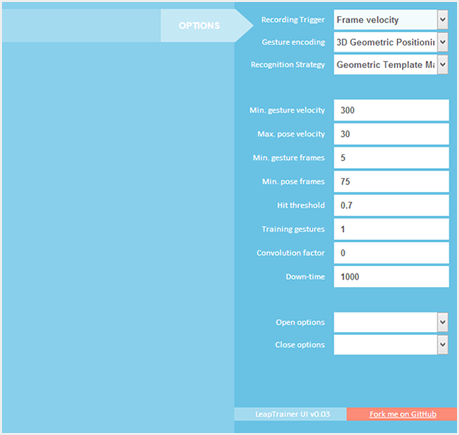 OPTIONS
Recording Trigger Frame velocity
Gesture encoding 3D Geometric Positionin
Recognition Strategy Geometric Template Ma
Min. gesture velocity 300
Max. pose velocity 30
Min. gesture frames 5
Min. pose frames 75
Hit threshold 0.7
Training gestures 1
Convolution factor 0
Down-time 1000
Open options
Close options
LeapTrainer UI v0.03 Fork me on GitHub